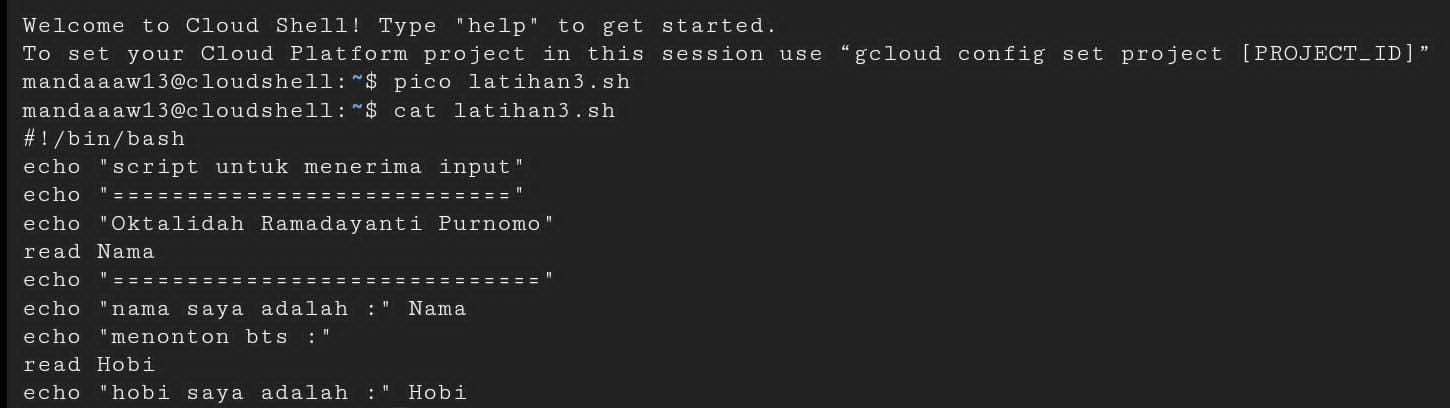 Welcome to Cloud Shell! Type "help" to get started.
To set your Cloud Platform project in this session use “gcloud config set project [PROJECT_ID]”
mandaaaw13@cloudshell:~$ pico latihan3.sh
mandaaaw13@cloudshell:~$ cat latihan3.sh
#!/bin/bash
echo "script untuk menerima input"
echo "==========================="
echo "Oktalidah Ramadayanti Purnomo"
read Nama
echo "============================="
echo "nama saya adalah :" Nama
echo "menonton bts :"
read Hobi
echo "hobi saya adalah :" Hobi